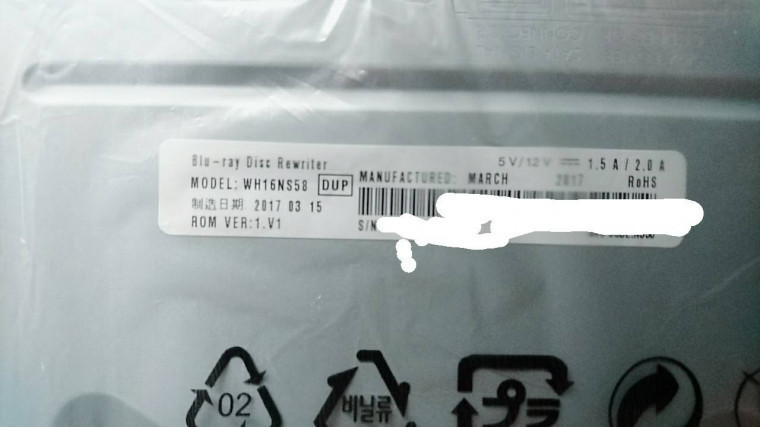 Blu-ray Disc Rewriter
5V/12V ⎓ 1.5 A / 2.0 A
MODEL: WH16NS58 DUP
MANUFACTURED: MARCH 2017
RoHS
制造日期 2017 03 15
ROM VER:1.V1
S/N
02
비닐류
プラ